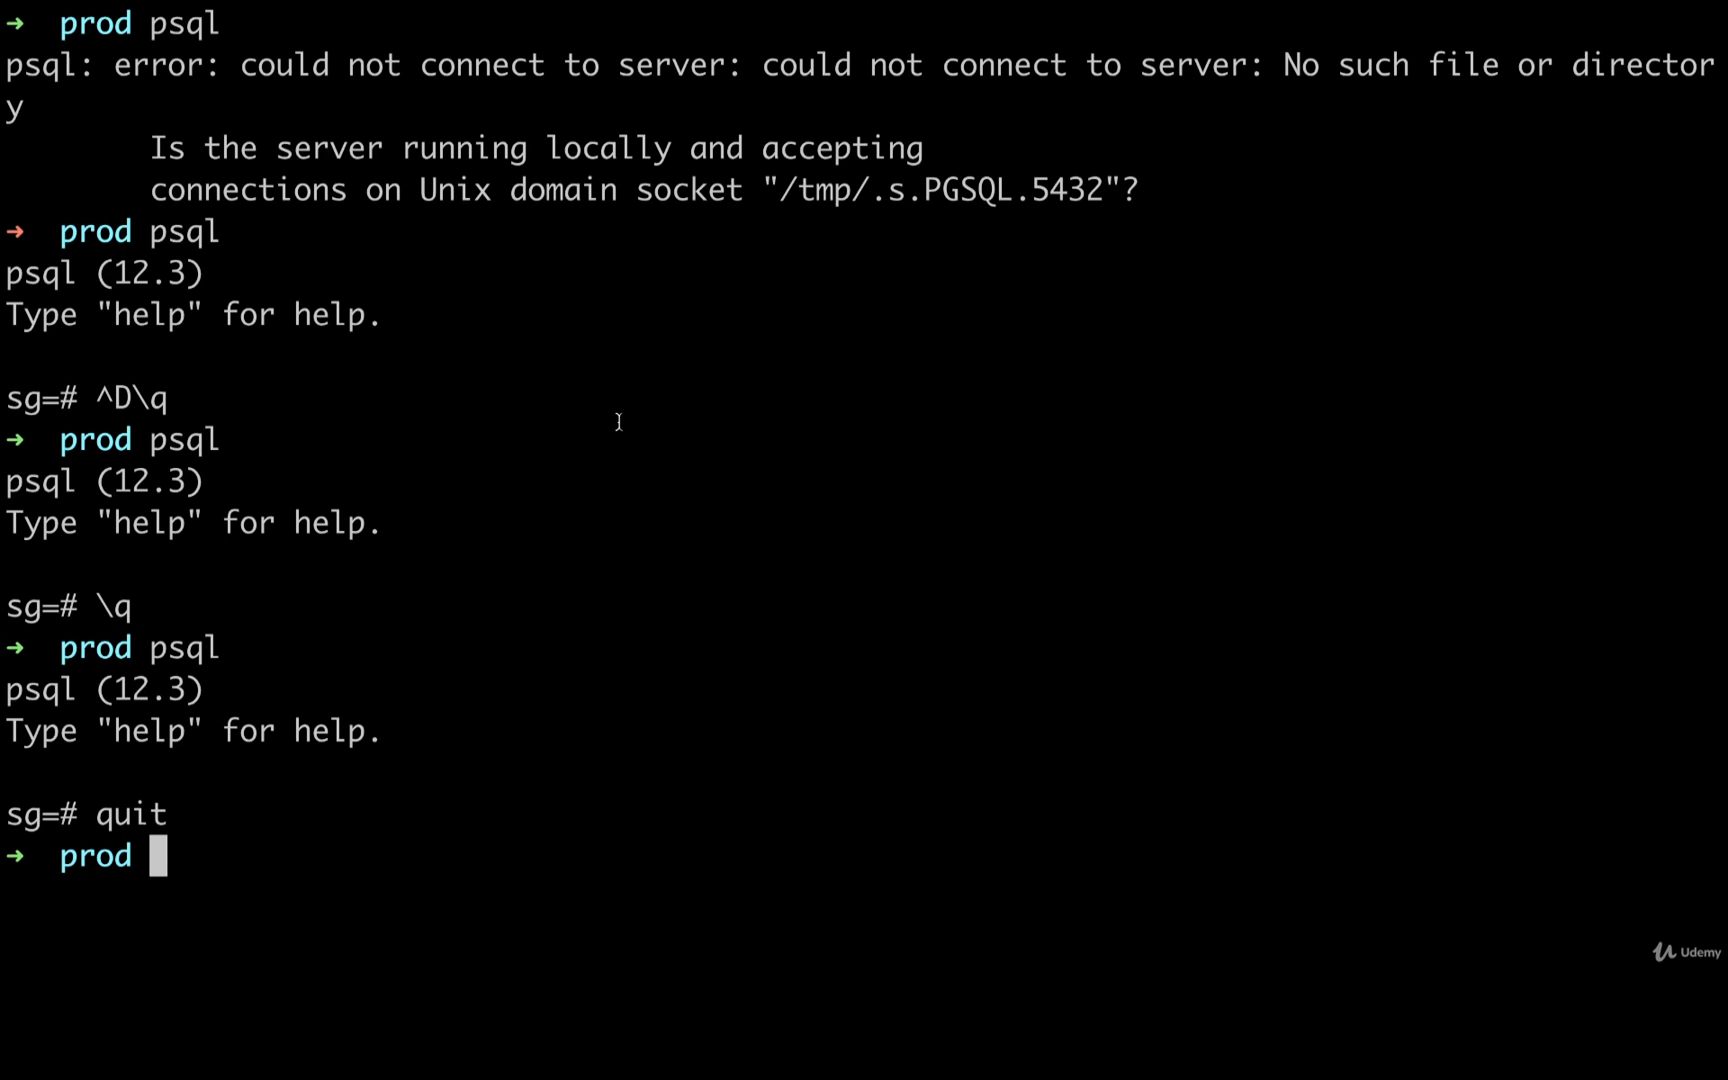 ➜  prod psql
psql: error: could not connect to server: could not connect to server: No such file or director
y
        Is the server running locally and accepting
        connections on Unix domain socket "/tmp/.s.PGSQL.5432"?
➜  prod psql
psql (12.3)
Type "help" for help.
sg=# ^D\q
➜  prod psql
psql (12.3)
Type "help" for help.
sg=# \q
➜  prod psql
psql (12.3)
Type "help" for help.
sg=# quit
➜  prod
Udemy